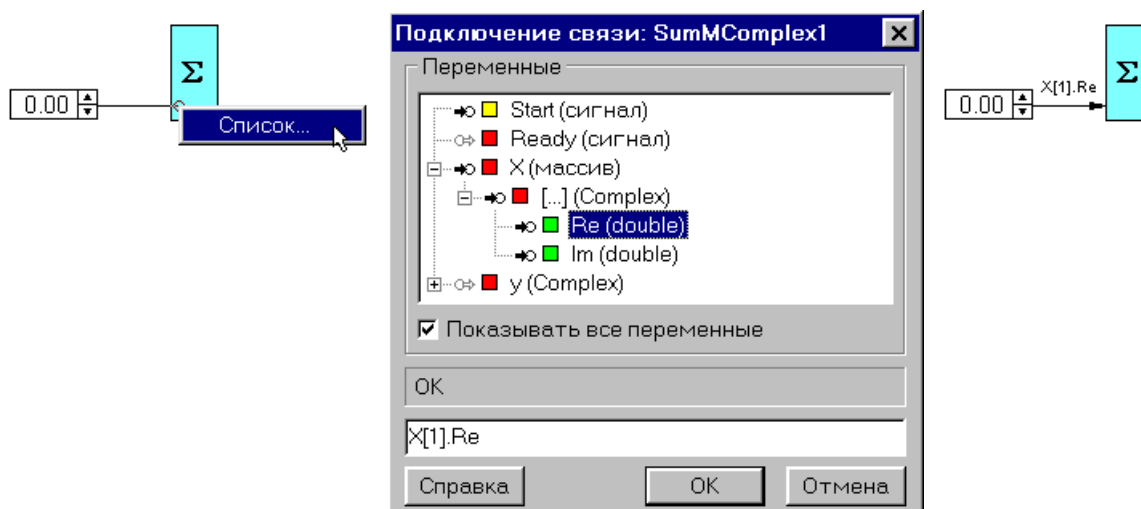 Σ
0.00
Список...
Подключение связи: SumMComplex1
Переменные
Start (сигнал)
Ready (сигнал)
X (массив)
[...] (Complex)
Re (double)
Im (double)
y (Complex)
Показывать все переменные
OK
X[1].Re
Справка
OK
Отмена
Σ
X[1].Re
0.00